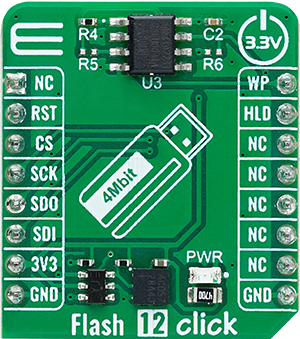 R4
C2
3.3V
R5
R6
U3
NC
WP
RST
HLD
CS
NC
SCK
NC
4Mbit
SDO
NC
SDI
NC
3V3
PWR
NC
GND
GND
Flash 12 click